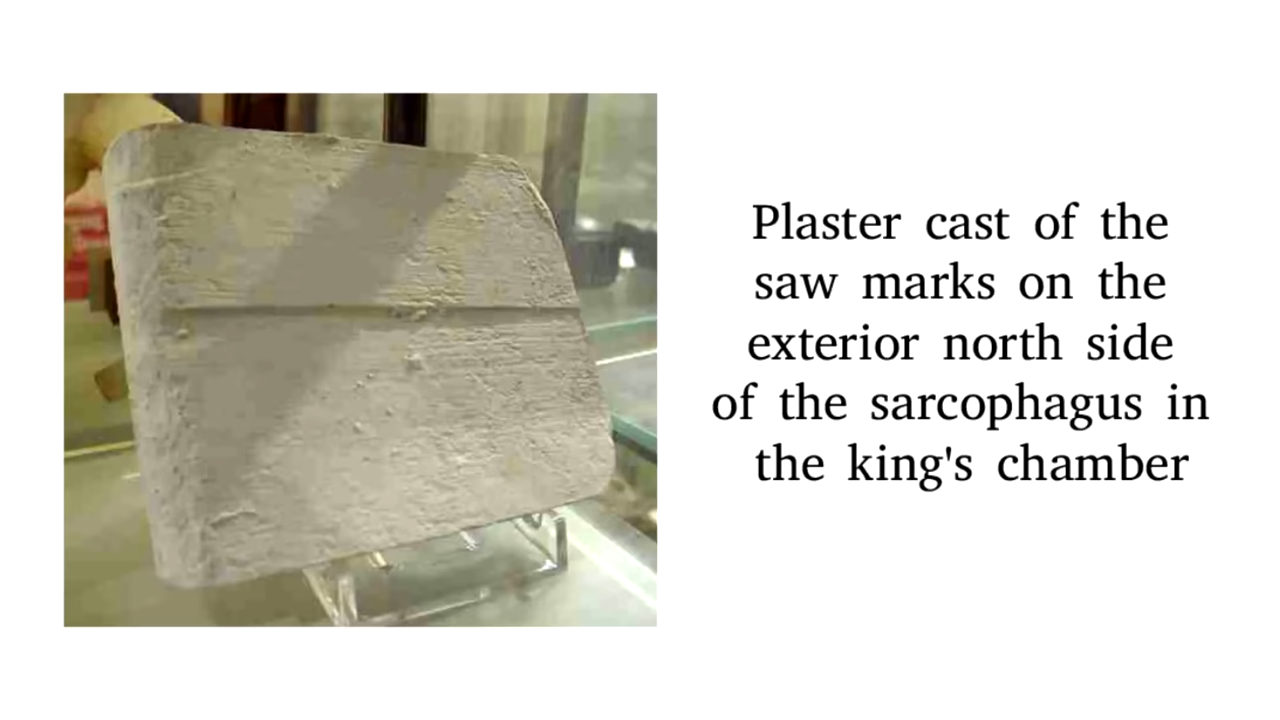 Plaster cast of the
saw marks on the
exterior north side
of the sarcophagus in
the king's chamber